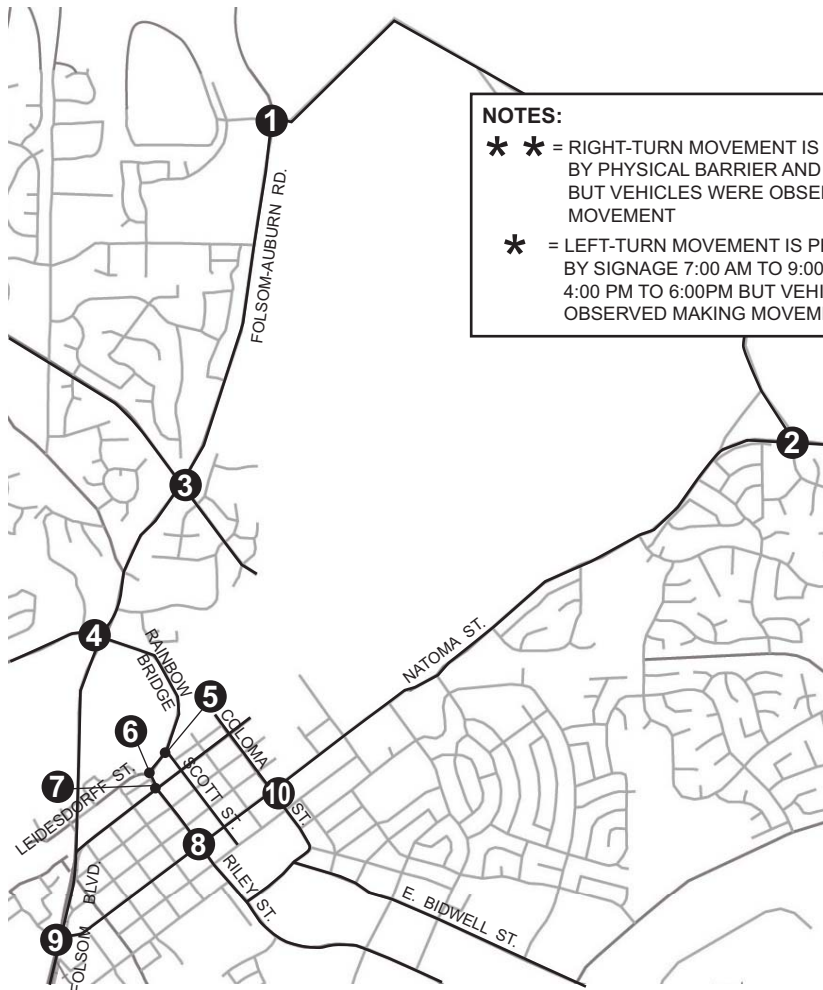 1
NOTES:
* * = RIGHT-TURN MOVEMENT IS
BY PHYSICAL BARRIER AND
BUT VEHICLES WERE
MOVEMENT
* = LEFT-TURN MOVEMENT IS
BY SIGNAGE 7:00 AM TO 9:00
4:00 PM TO 6:00PM BUT
OBSERVED MAKING
FOLSOM-AUBURN RD.
2
3
4
RAINBOW
BRIDGE
NATOMA ST.
5
6
COLOMA
ST.
7
LEIDESDORFF ST.
SCOTT ST.
10
8
RILEY ST.
E. BIDWELL ST.
9
FOLSOM BLVD.